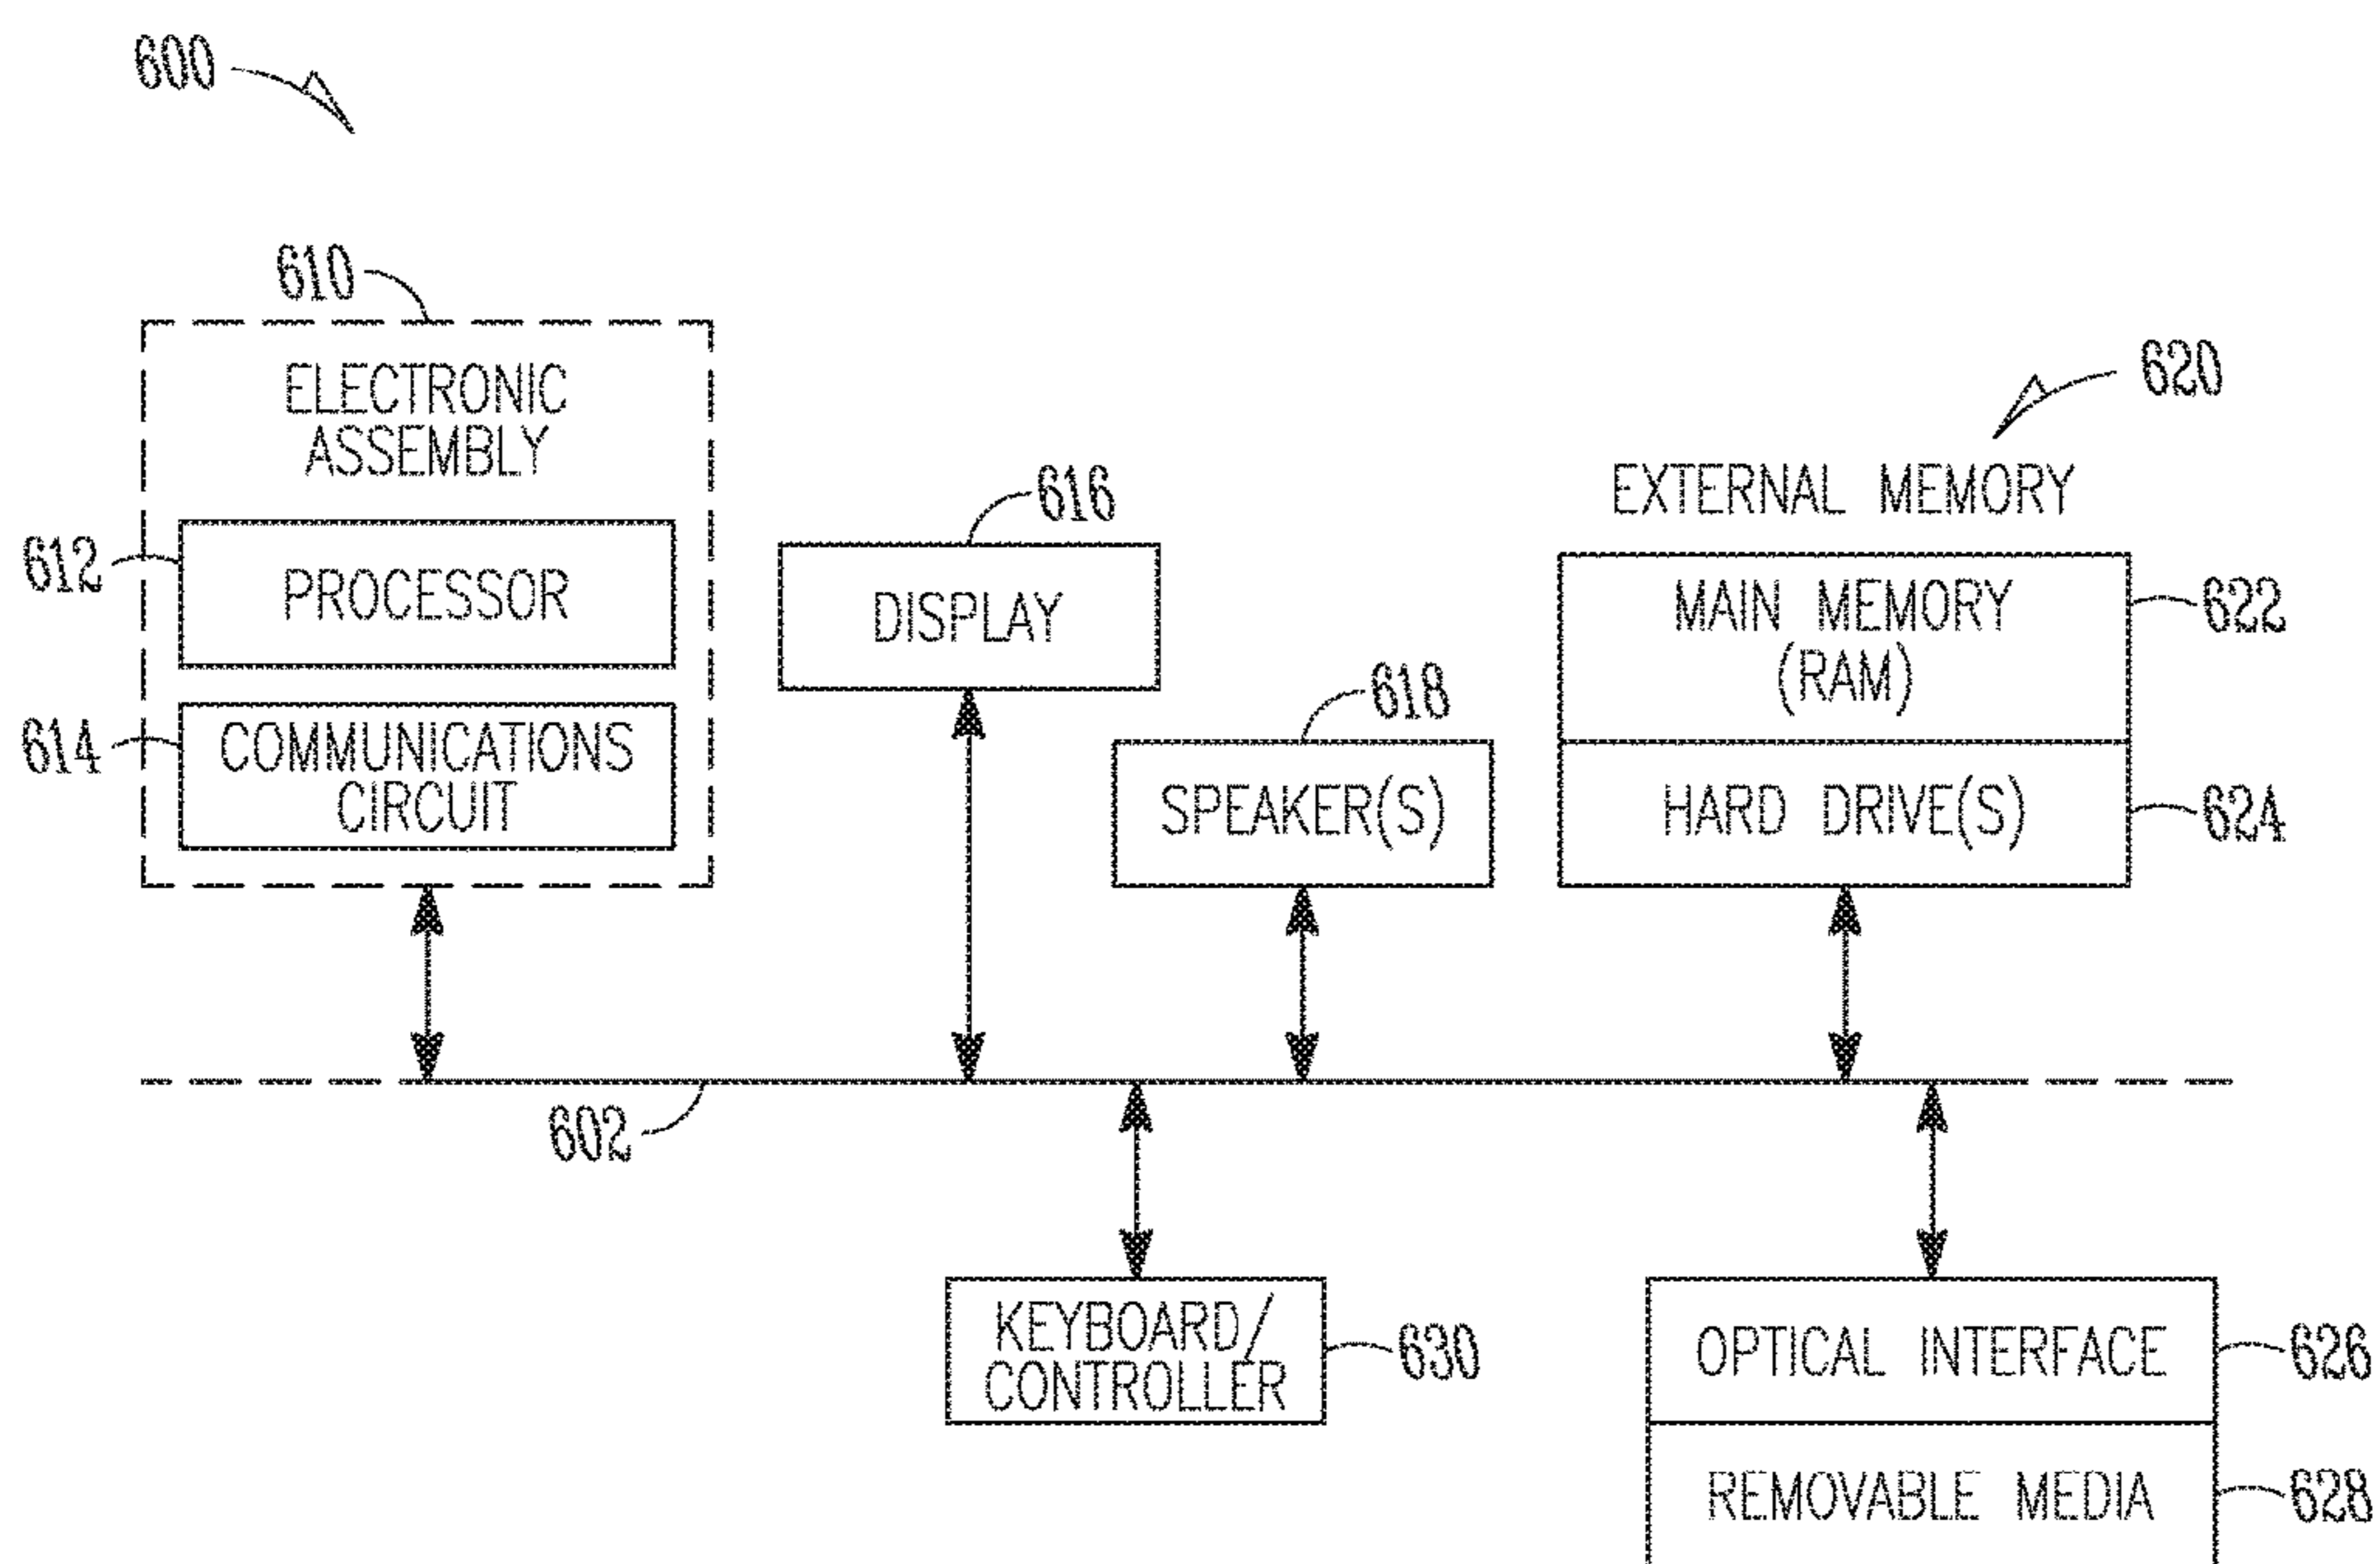 600
610
ELECTRONIC
ASSEMBLY
612
PROCESSOR
614
COMMUNICATIONS
CIRCUIT
616
DISPLAY
618
SPEAKER(S)
620
EXTERNAL MEMORY
MAIN MEMORY
(RAM)
622
HARD DRIVE(S)
624
602
KEYBOARD/
CONTROLLER
630
OPTICAL INTERFACE
626
REMOVABLE MEDIA
628